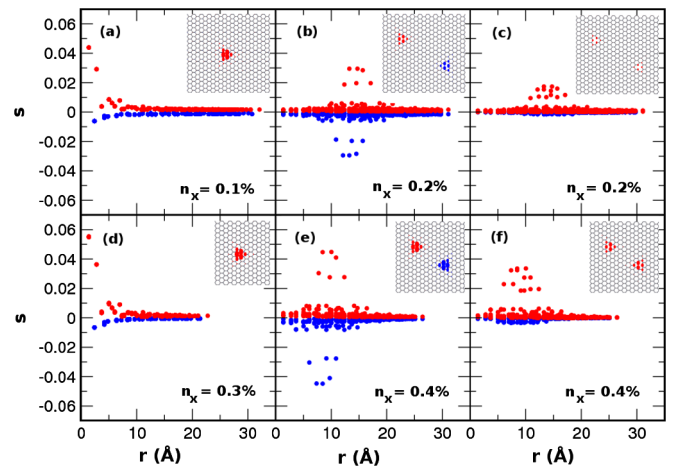 0.06
0.04
0.02
0
-0.02
-0.04
-0.06
s
(a)
n_x = 0.1%
(b)
n_x = 0.2%
(c)
n_x = 0.2%
0.06
0.04
0.02
0
-0.02
-0.04
-0.06
s
(d)
n_x = 0.3%
(e)
n_x = 0.4%
(f)
n_x = 0.4%
0 10 20 30 0 10 20 30 0 10 20 30
r (Å) r (Å) r (Å)